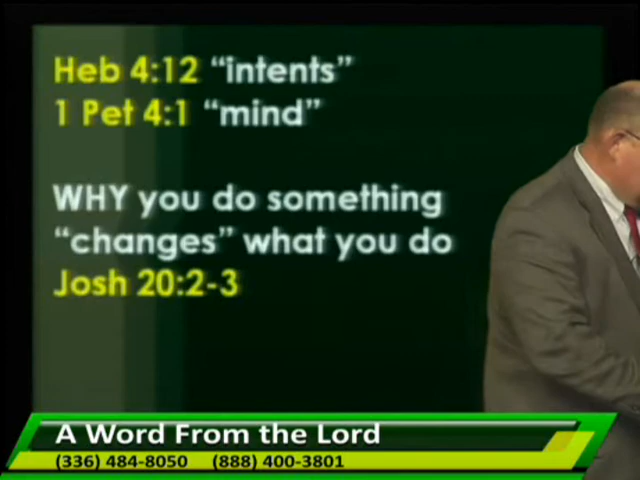 Heb 4:12 “intents”
1 Pet 4:1 “mind”
WHY you do something
“changes” what you do
Josh 20:2-3
A Word From the Lord
(336) 484-8050 (888) 400-3801